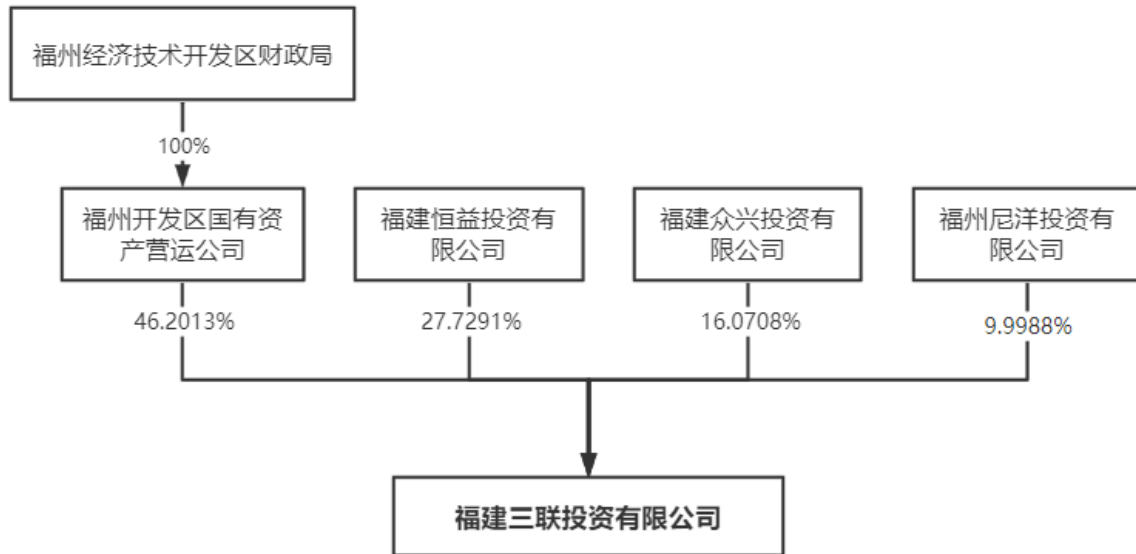 福州经济技术开发区财政局
100%
福州开发区国有资
产营运公司
福建恒益投资有
限公司
福建众兴投资有
限公司
福州尼洋投资有
限公司
46.2013%
27.7291%
16.0708%
9.9988%
福建三联投资有限公司